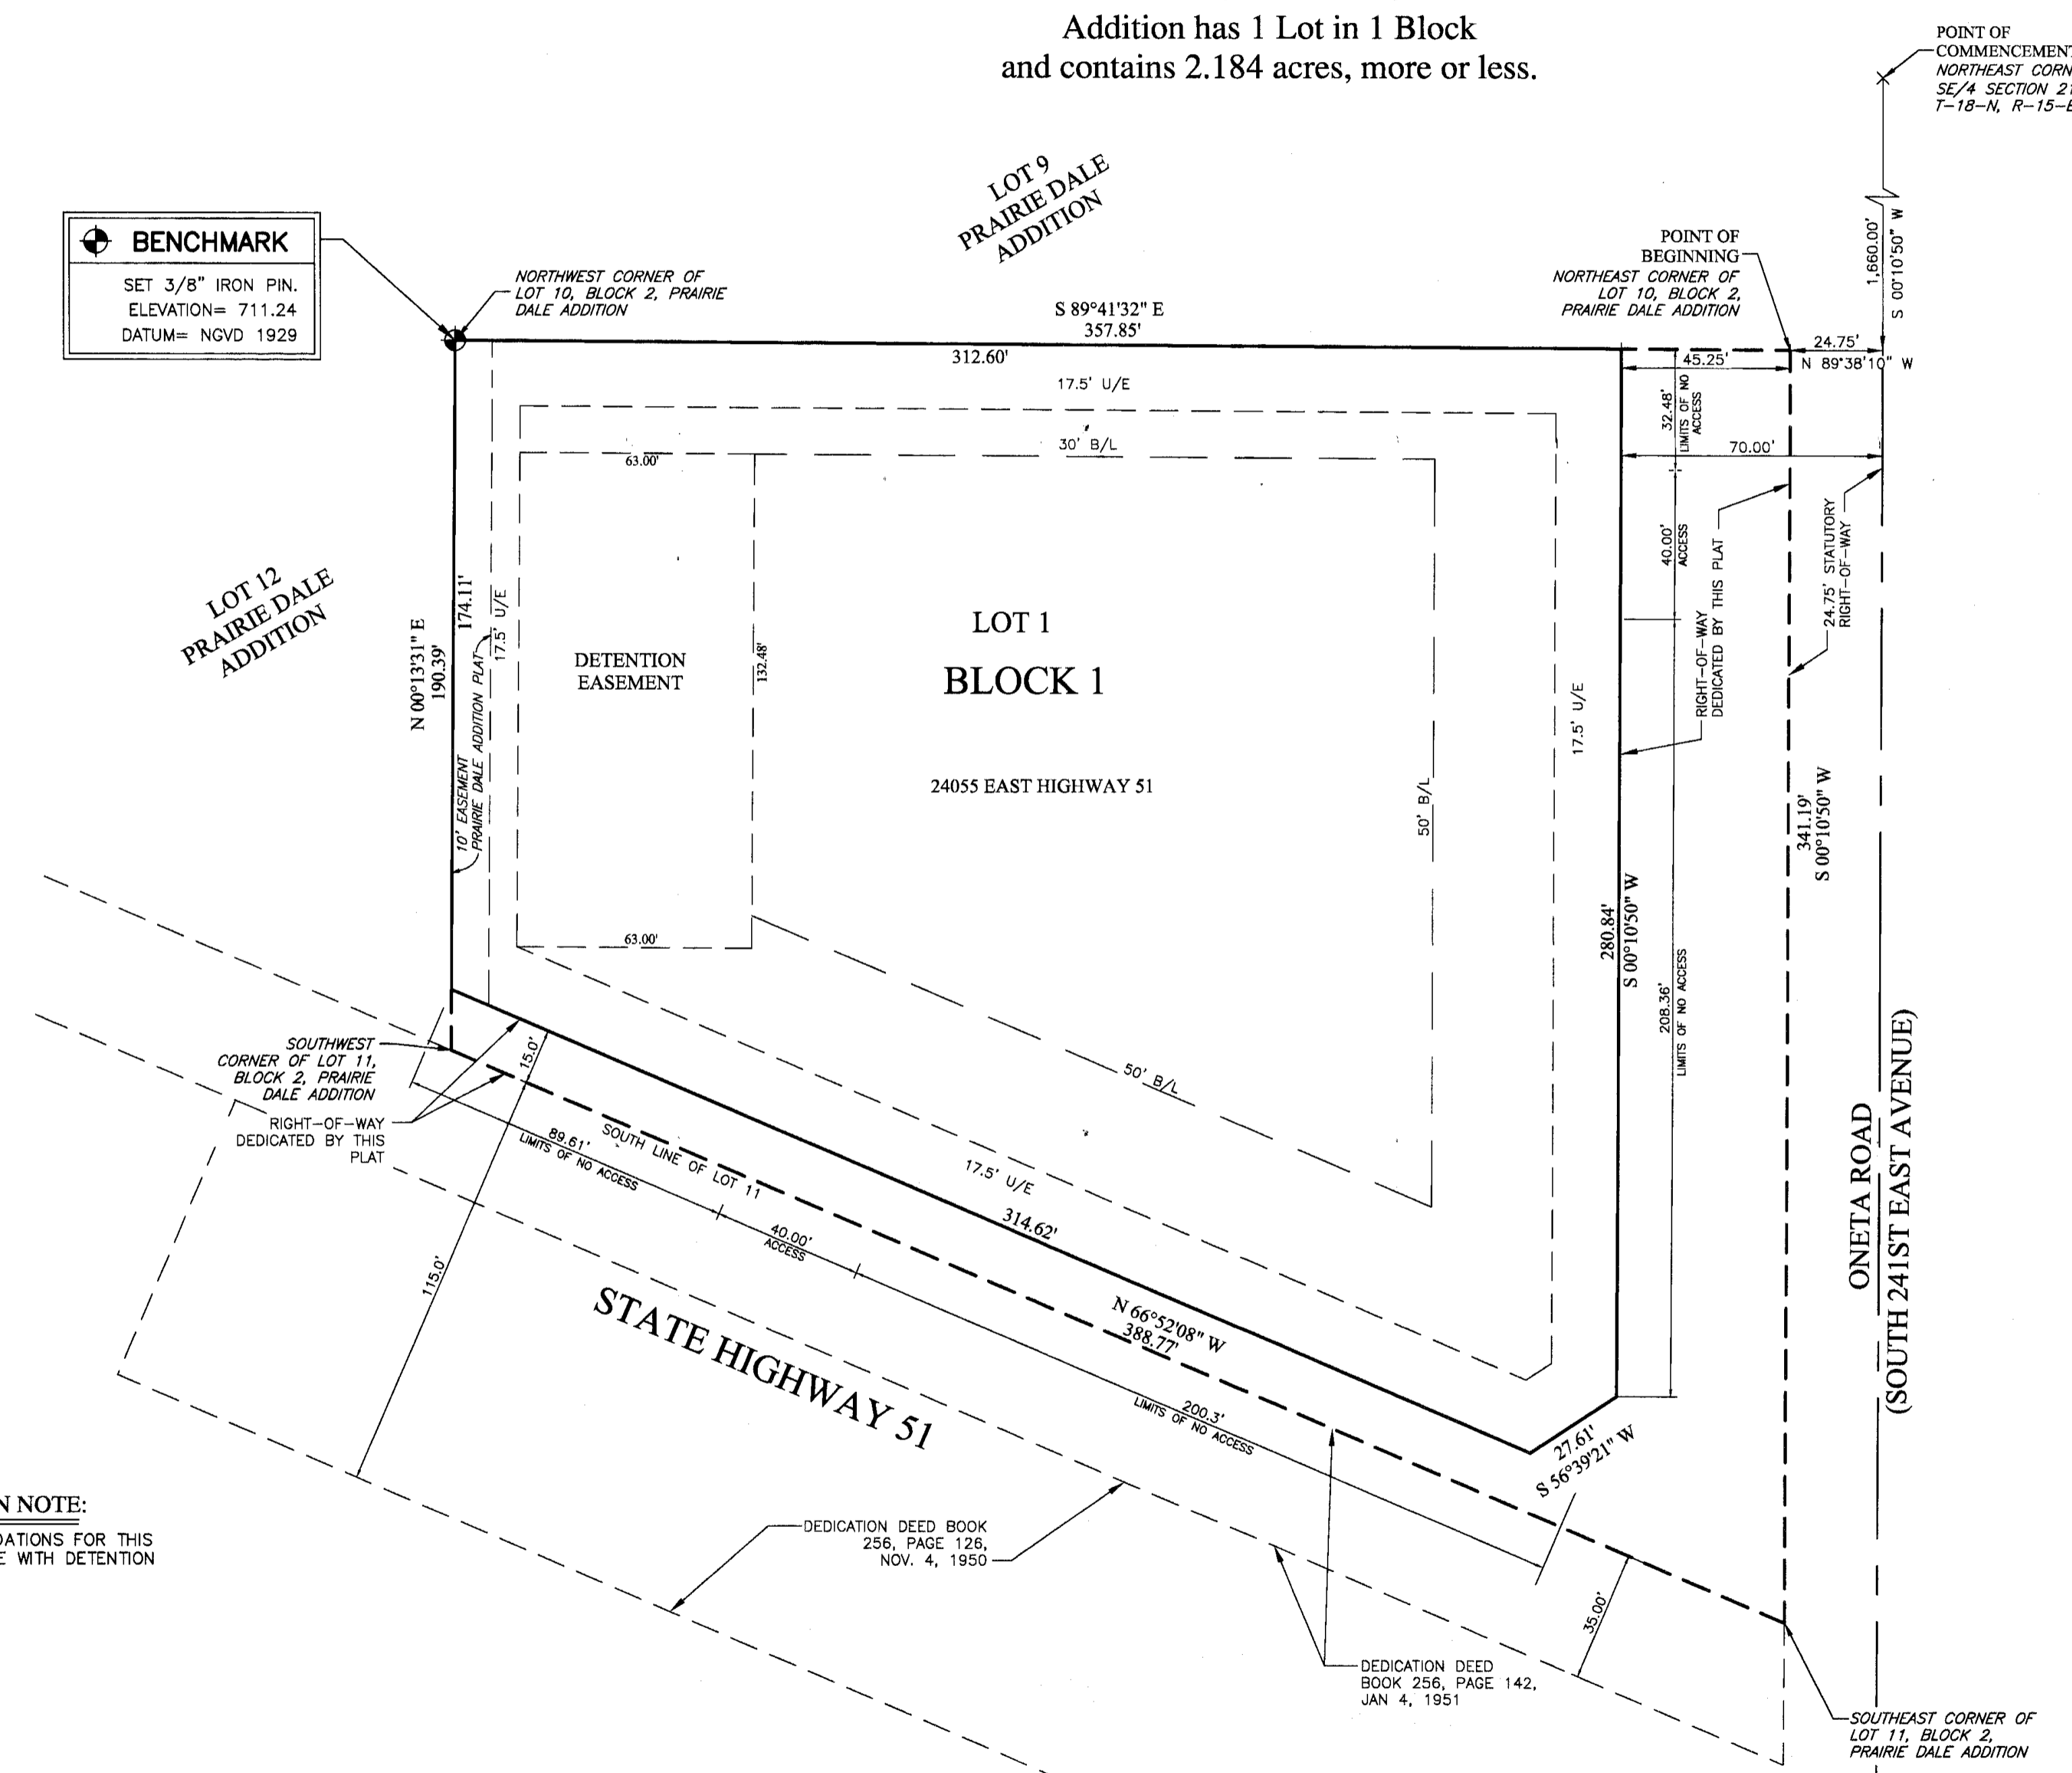 Addition has 1 Lot in 1 Block
and contains 2.184 acres, more or less.
POINT OF
COMMENCEMENT
NORTHEAST CORN
SE/4 SECTION 21
T-18-N, R-15-E
1,660.00'
S 00°10'50" W
LOT 9
PRAIRIE DALE
ADDITION
BENCHMARK
SET 3/8" IRON PIN.
ELEVATION= 711.24
DATUM= NGVD 1929
NORTHWEST CORNER OF
LOT 10, BLOCK 2, PRAIRIE
DALE ADDITION
S 89°41'32" E
357.85'
312.60'
POINT OF
BEGINNING
NORTHEAST CORNER OF
LOT 10, BLOCK 2,
PRAIRIE DALE ADDITION
24.75'
N 89°38'10" W
45.25'
17.5' U/E
30' B/L
63.00'
32.48'
LIMITS OF NO
ACCESS
70.00'
40.00'
ACCESS
RIGHT-OF-WAY
DEDICATED BY THIS PLAT
24.75' STATUTORY
RIGHT-OF-WAY
LOT 12
PRAIRIE DALE
ADDITION
N 00°13'31" E
190.39'
174.11'
17.5' U/E
10' EASEMENT
PRAIRIE DALE ADDITION PLAT
DETENTION
EASEMENT
132.48'
63.00'
LOT 1
BLOCK 1
24055 EAST HIGHWAY 51
50' B/L
17.5' U/E
280.84'
S 00°10'50" W
208.36'
LIMITS OF NO ACCESS
341.19'
S 00°10'50" W
ONETA ROAD
(SOUTH 241ST EAST AVENUE)
SOUTHWEST
CORNER OF LOT 11,
BLOCK 2, PRAIRIE
DALE ADDITION
RIGHT-OF-WAY
DEDICATED BY THIS
PLAT
15.0'
115.0'
89.61'
LIMITS OF NO ACCESS
SOUTH LINE OF LOT 11
40.00'
ACCESS
50' B/L
17.5' U/E
314.62'
N 66°52'08" W
388.77'
200.3'
LIMITS OF NO ACCESS
27.61'
S 56°39'21" W
STATE HIGHWAY 51
35.00'
N NOTE:
DATIONS FOR THIS
E WITH DETENTION
DEDICATION DEED BOOK
256, PAGE 126,
NOV. 4, 1950
DEDICATION DEED
BOOK 256, PAGE 142,
JAN 4, 1951
SOUTHEAST CORNER OF
LOT 11, BLOCK 2,
PRAIRIE DALE ADDITION